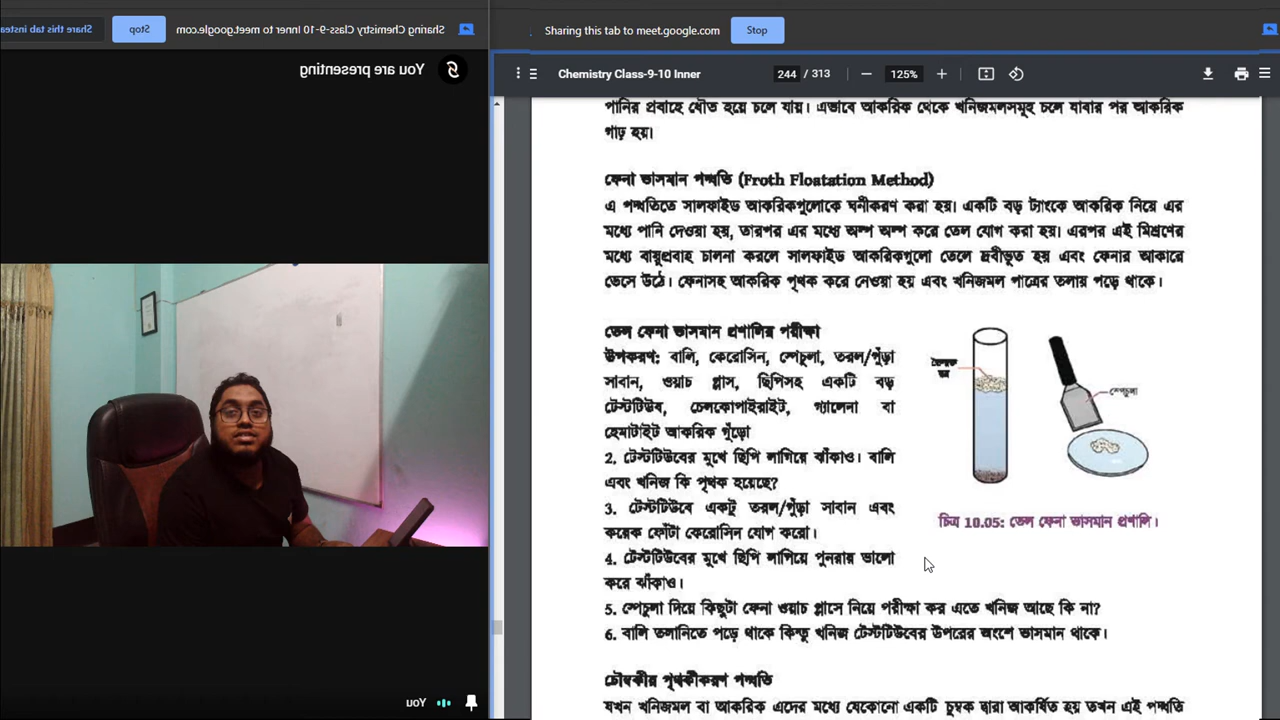 Share this tab instea
Stop
Sharing Chemistry Class-9-10 Inner to meet.google.com
You are presenting
You
Sharing this tab to meet.google.com
Stop
Chemistry Class-9-10 Inner
244 / 313
125%
পানির প্রবাহে ধৌত হয়ে চলে যায়। এভাবে আকরিক থেকে খনিজমলসমূহ চলে যাবার পর আকরিক
গাঢ় হয়।
ফেনা ভাসমান পদ্ধতি (Froth Floatation Method)
এ পদ্ধতিতে সালফাইড আকরিকগুলোকে ঘনীকরণ করা হয়। একটি বড় ট্যাংকে আকরিক নিয়ে এর
মধ্যে পানি দেওয়া হয়, তারপর এর মধ্যে অল্প অল্প করে তেল যোগ করা হয়। এরপর এই মিশ্রণের
মধ্যে বায়ুপ্রবাহ চালনা করলে সালফাইড আকরিকগুলো তেলে দ্রবীভূত হয় এবং ফেনার আকারে
ভেসে উঠে। ফেনাসহ আকরিক পৃথক করে নেওয়া হয় এবং খনিজমল পাত্রের তলায় পড়ে থাকে।
তেল ফেনা ভাসমান প্রণালির পরীক্ষা
উপকরণ: বালি, কেরোসিন, স্পেচুলা, তরল/গুঁড়া
সাবান, ওয়াচ গ্লাস, ছিপিসহ একটি বড়
টেস্টটিউব, চেলকোপাইরাইট, গ্যালেনা বা
হেমাটাইট আকরিক গুঁড়ো
2. টেস্টটিউবের মুখে ছিপি লাগিয়ে ঝাঁকাও। বালি
এবং খনিজ কি পৃথক হয়েছে?
3. টেস্টটিউবে একটু তরল/গুঁড়া সাবান এবং
কয়েক ফোঁটা কেরোসিন যোগ করো।
4. টেস্টটিউবের মুখে ছিপি লাগিয়ে পুনরায় ভালো
করে ঝাঁকাও।
স্পেচুলা
চিত্র 10.05: তেল ফেনা ভাসমান প্রণালি।
5. স্পেচুলা দিয়ে কিছুটা ফেনা ওয়াচ গ্লাসে নিয়ে পরীক্ষা কর এতে খনিজ আছে কি না?
6. বালি তলানিতে পড়ে থাকে কিন্তু খনিজ টেস্টটিউবের উপরের অংশে ভাসমান থাকে।
চৌম্বকীয় পৃথকীকরণ পদ্ধতি
যখন খনিজমল বা আকরিক এদের মধ্যে যেকোনো একটি চুম্বক দ্বারা আকর্ষিত হয় তখন এই পদ্ধতি